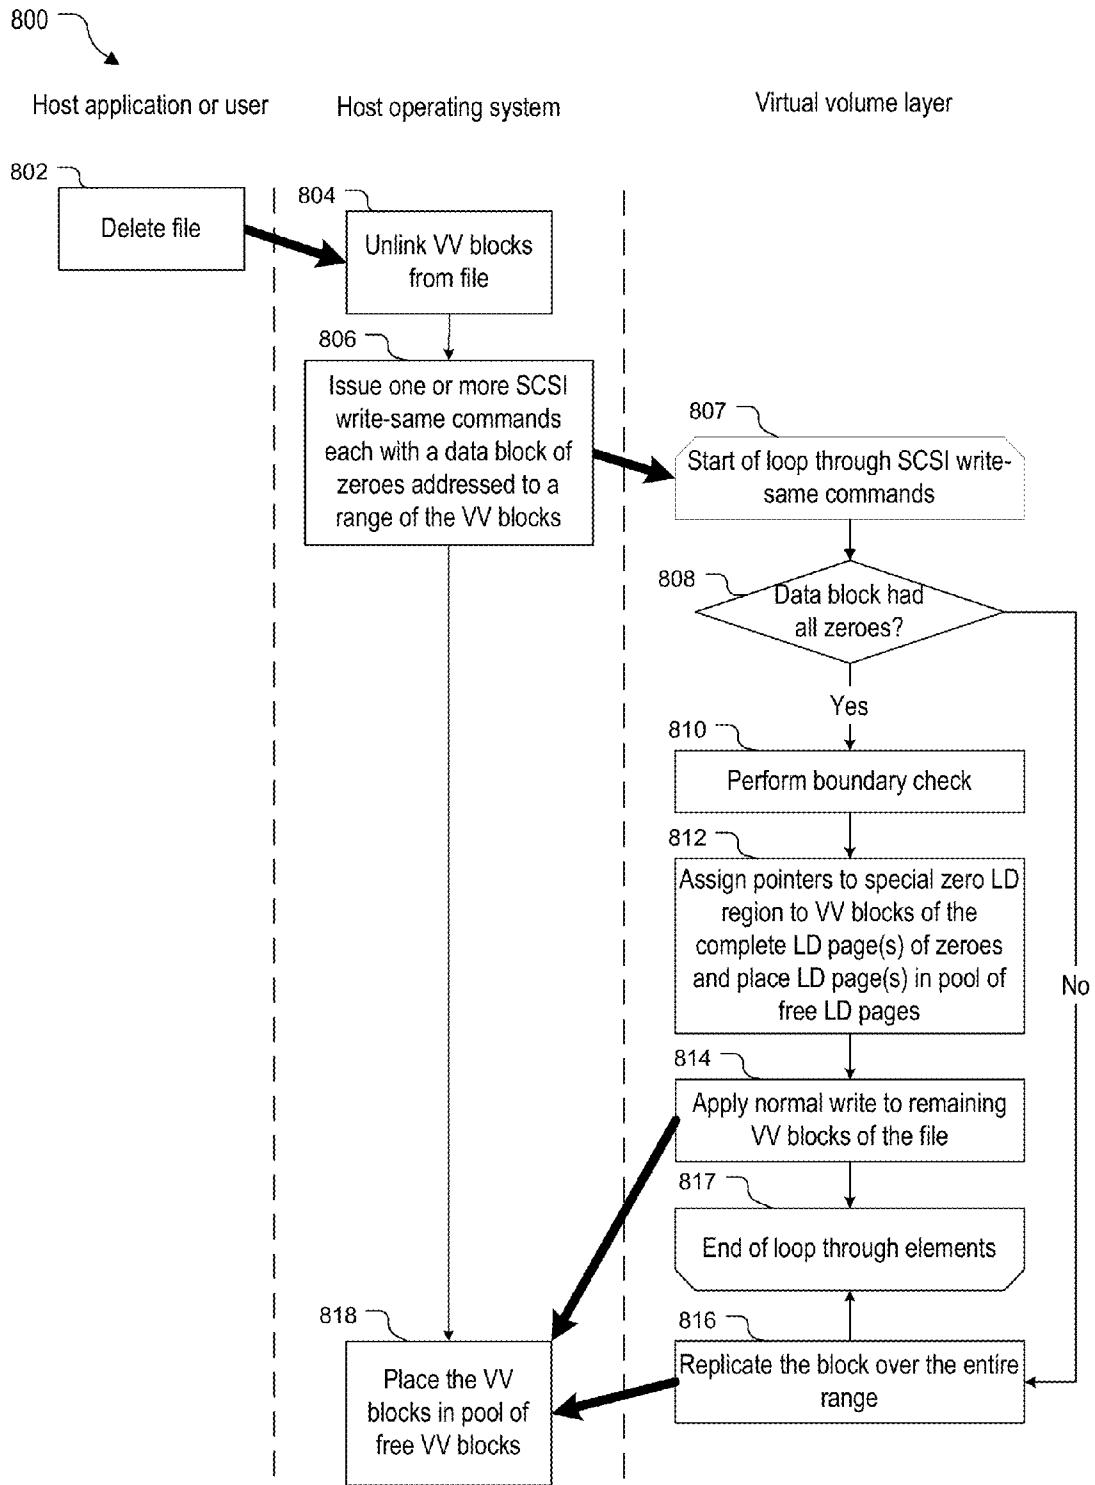 800
Host application or user
Host operating system
Virtual volume layer
802
Delete file
804
Unlink VV blocks
from file
806
Issue one or more SCSI
write-same commands
each with a data block of
zeroes addressed to a
range of the VV blocks
807
Start of loop through SCSI write-
same commands
808
Data block had
all zeroes?
Yes
No
810
Perform boundary check
812
Assign pointers to special zero LD
region to VV blocks of the
complete LD page(s) of zeroes
and place LD page(s) in pool of
free LD pages
814
Apply normal write to remaining
VV blocks of the file
817
End of loop through elements
816
Replicate the block over the entire
range
818
Place the VV
blocks in pool of
free VV blocks